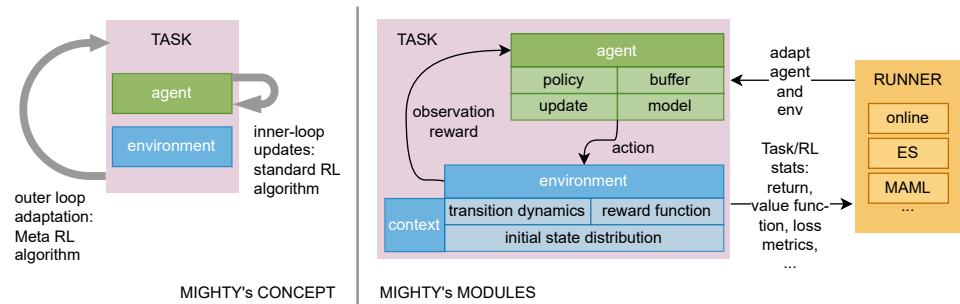 TASK
agent
environment
inner-loop
updates:
standard RL
algorithm
outer loop
adaptation:
Meta RL
algorithm
MIGHTY's CONCEPT
TASK
agent
policy
buffer
update
model
observation
reward
action
environment
context
transition dynamics
reward function
initial state distribution
adapt
agent
and
env
Task/RL
stats:
return,
value func-
tion, loss
metrics,
...
RUNNER
online
ES
MAML
...
MIGHTY's MODULES